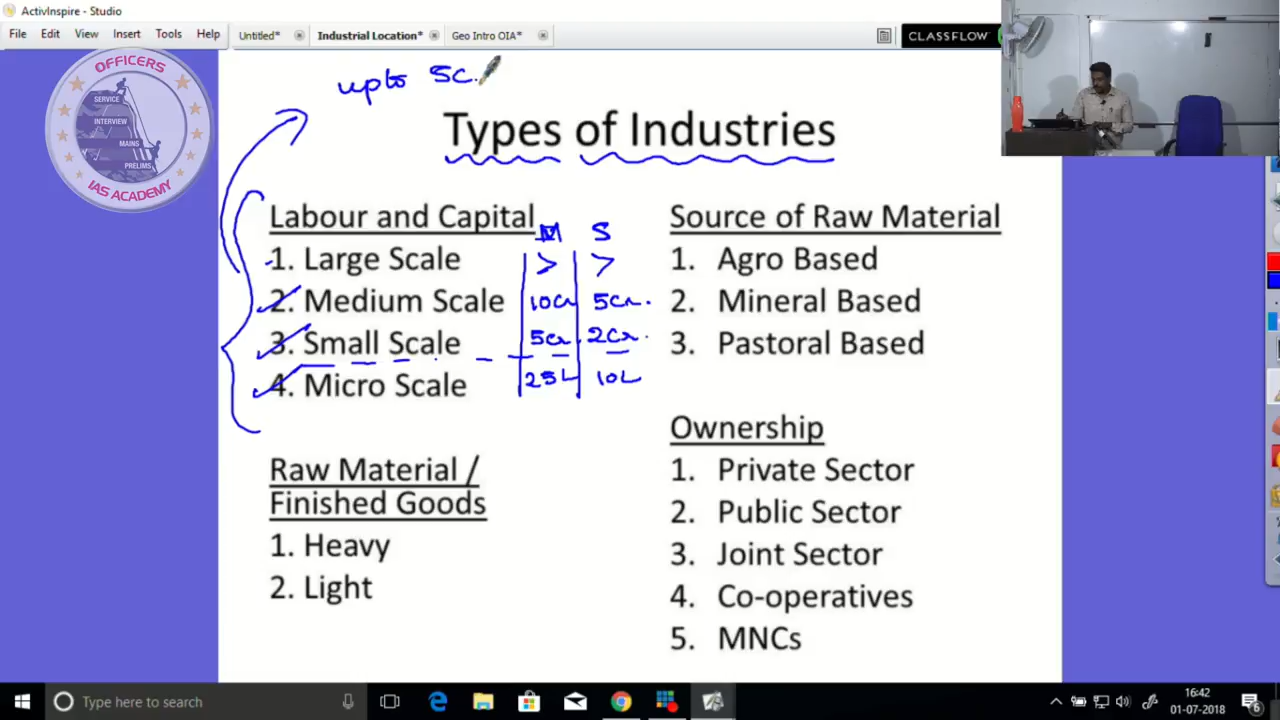 ActivInspire - Studio
File Edit View Insert Tools Help
Untitled* Industrial Location* Geo Intro OIA*
CLASSFLOW
OFFICERS
SERVICE
INTERVIEW
MAINS
PRELIMS
IAS ACADEMY
upto 5C.
Types of Industries
Labour and Capital M S
1. Large Scale > >
2. Medium Scale 10Cr 5Cr.
3. Small Scale 5Cr. 2Cr.
4. Micro Scale 25L 10L
Raw Material /
Finished Goods
1. Heavy
2. Light
Source of Raw Material
1. Agro Based
2. Mineral Based
3. Pastoral Based
Ownership
1. Private Sector
2. Public Sector
3. Joint Sector
4. Co-operatives
5. MNCs
Type here to search
16:42
01-07-2018
6